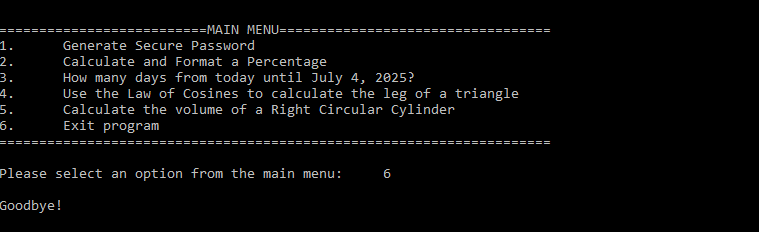 ==========================MAIN MENU==================================
1.      Generate Secure Password
2.      Calculate and Format a Percentage
3.      How many days from today until July 4, 2025?
4.      Use the Law of Cosines to calculate the leg of a triangle
5.      Calculate the volume of a Right Circular Cylinder
6.      Exit program
=====================================================================
Please select an option from the main menu:     6
Goodbye!